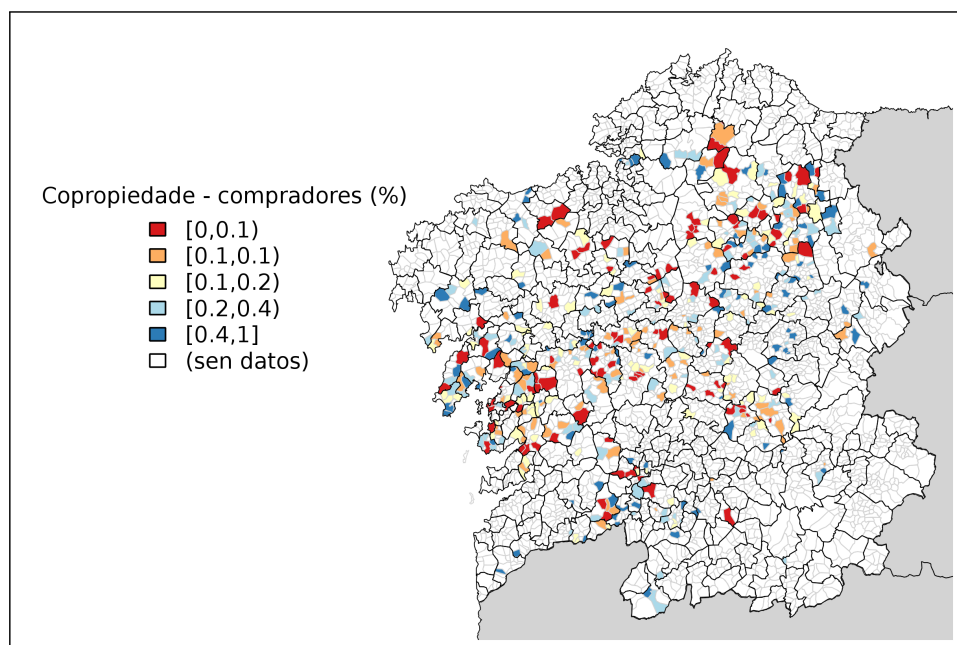 Copropiedade - compradores (%)
[0,0.1)
[0.1,0.1)
[0.1,0.2)
[0.2,0.4)
[0.4,1]
(sen datos)